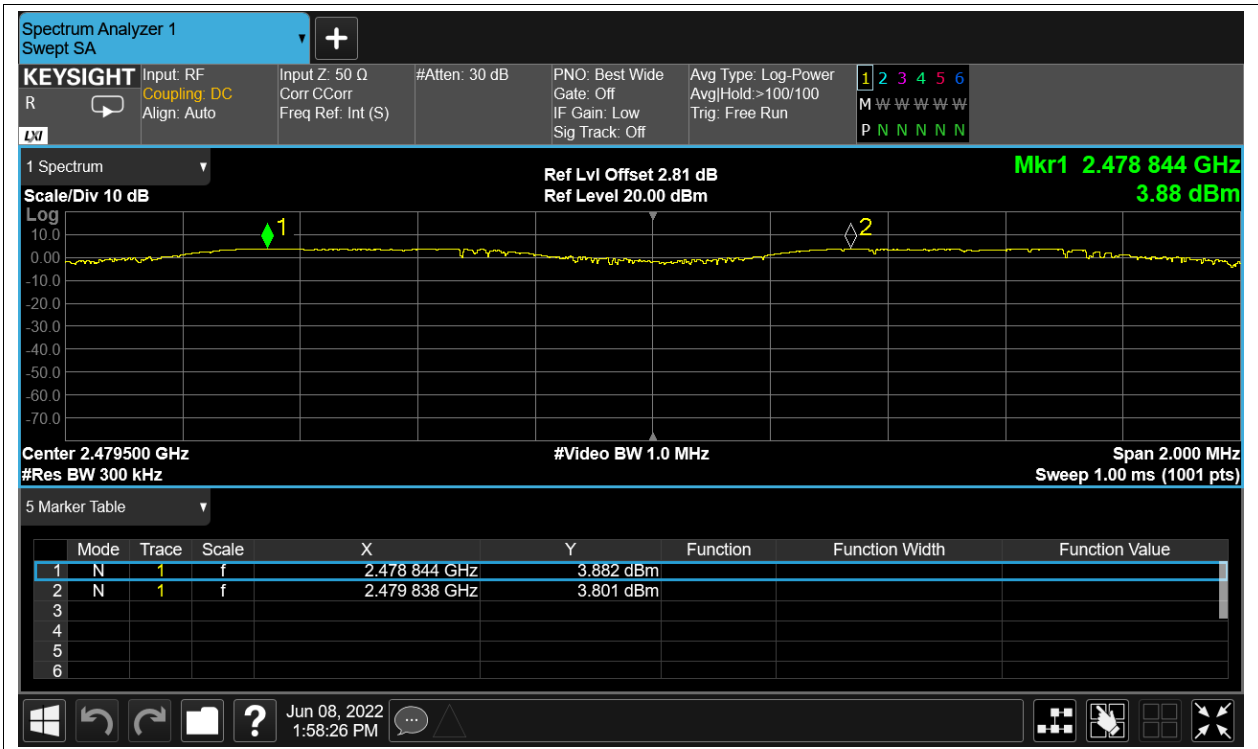 Spectrum Analyzer 1
Swept SA
KEYSIGHT
R
LXI
Input: RF
Coupling: DC
Align: Auto
Input Z: 50 Ω
Corr CCorr
Freq Ref: Int (S)
#Atten: 30 dB
PNO: Best Wide
Gate: Off
IF Gain: Low
Sig Track: Off
Avg Type: Log-Power
Avg|Hold:>100/100
Trig: Free Run
1 2 3 4 5 6
M W W W W W
P N N N N N
1 Spectrum
Scale/Div 10 dB
Ref Lvl Offset 2.81 dB
Ref Level 20.00 dBm
Mkr1 2.478 844 GHz
3.88 dBm
Log
10.0
0.00
-10.0
-20.0
-30.0
-40.0
-50.0
-60.0
-70.0
1
2
Center 2.479500 GHz
#Video BW 1.0 MHz
Span 2.000 MHz
#Res BW 300 kHz
Sweep 1.00 ms (1001 pts)
5 Marker Table
Mode Trace Scale X Y Function Function Width Function Value
1 N 1 f 2.478 844 GHz 3.882 dBm
2 N 1 f 2.479 838 GHz 3.801 dBm
3
4
5
6
?
Jun 08, 2022
1:58:26 PM